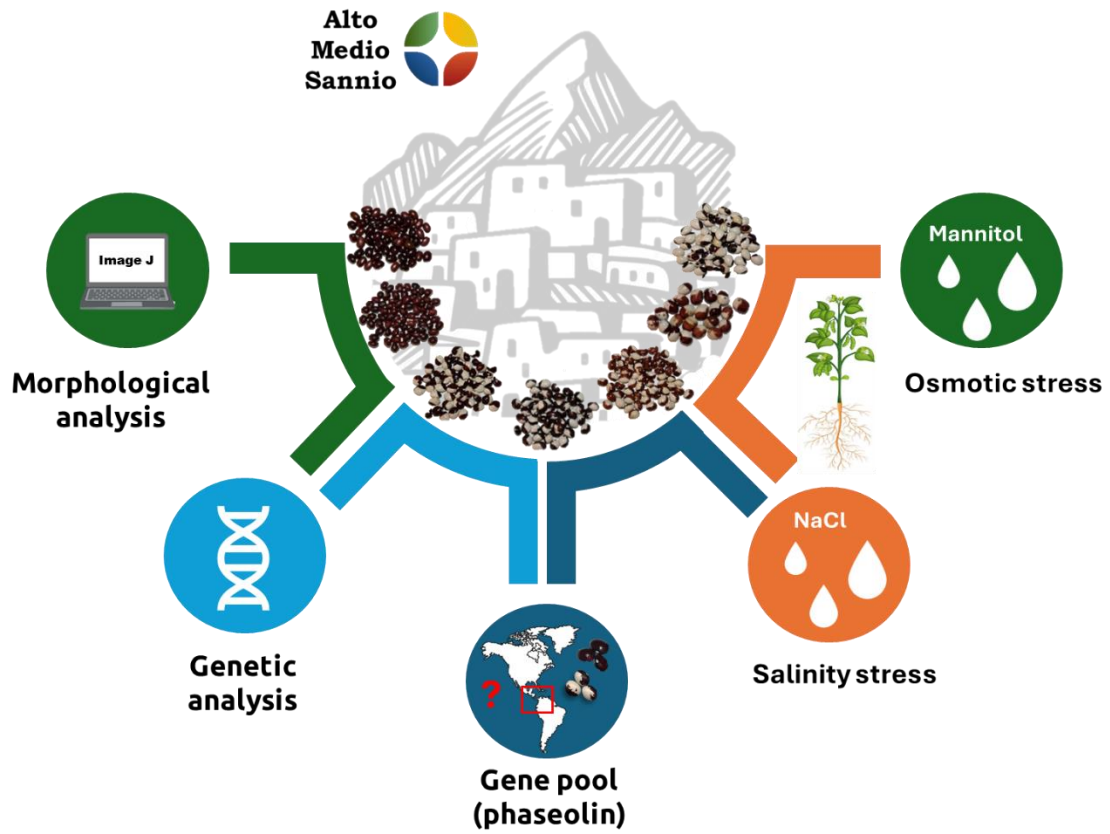 Alto
Medio
Sannio
Image J
Morphological
analysis
Genetic
analysis
?
Gene pool
(phaseolin)
NaCl
Salinity stress
Mannitol
Osmotic stress